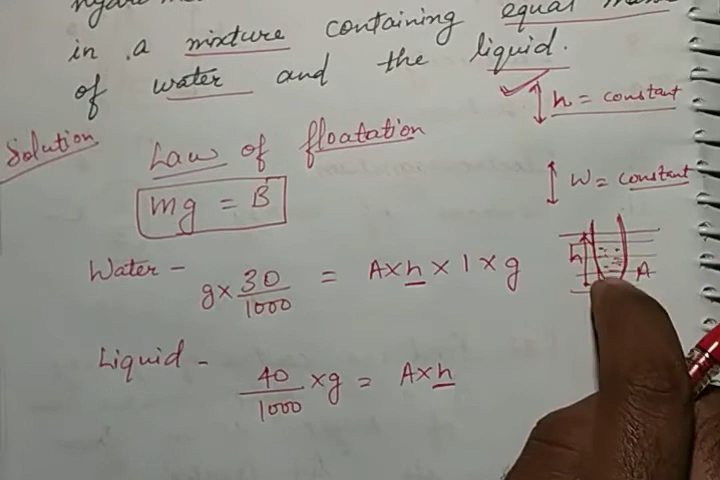 in a mixture containing equal
of water and the liquid.
h = constant
Solution
Law of floatation
W = constant
mg = B
Water - g × 30/1000 = A × h × 1 × g
h A
Liquid - 40/1000 × g = A × h